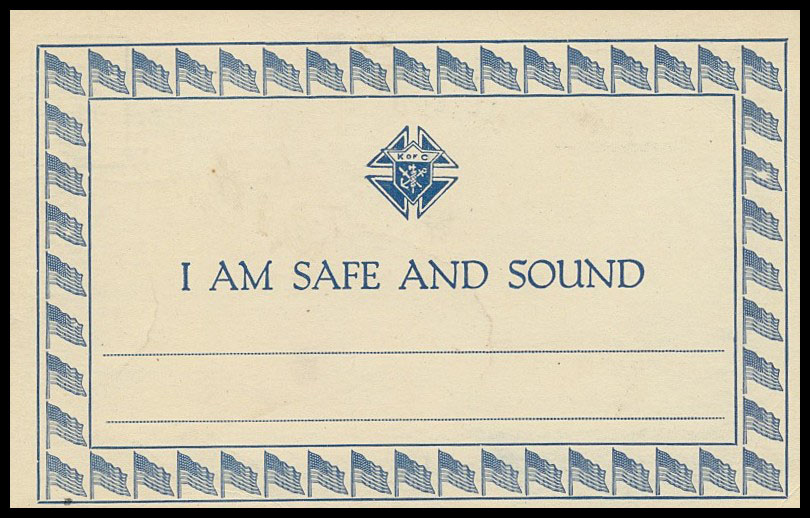 K OF C
I AM SAFE AND SOUND